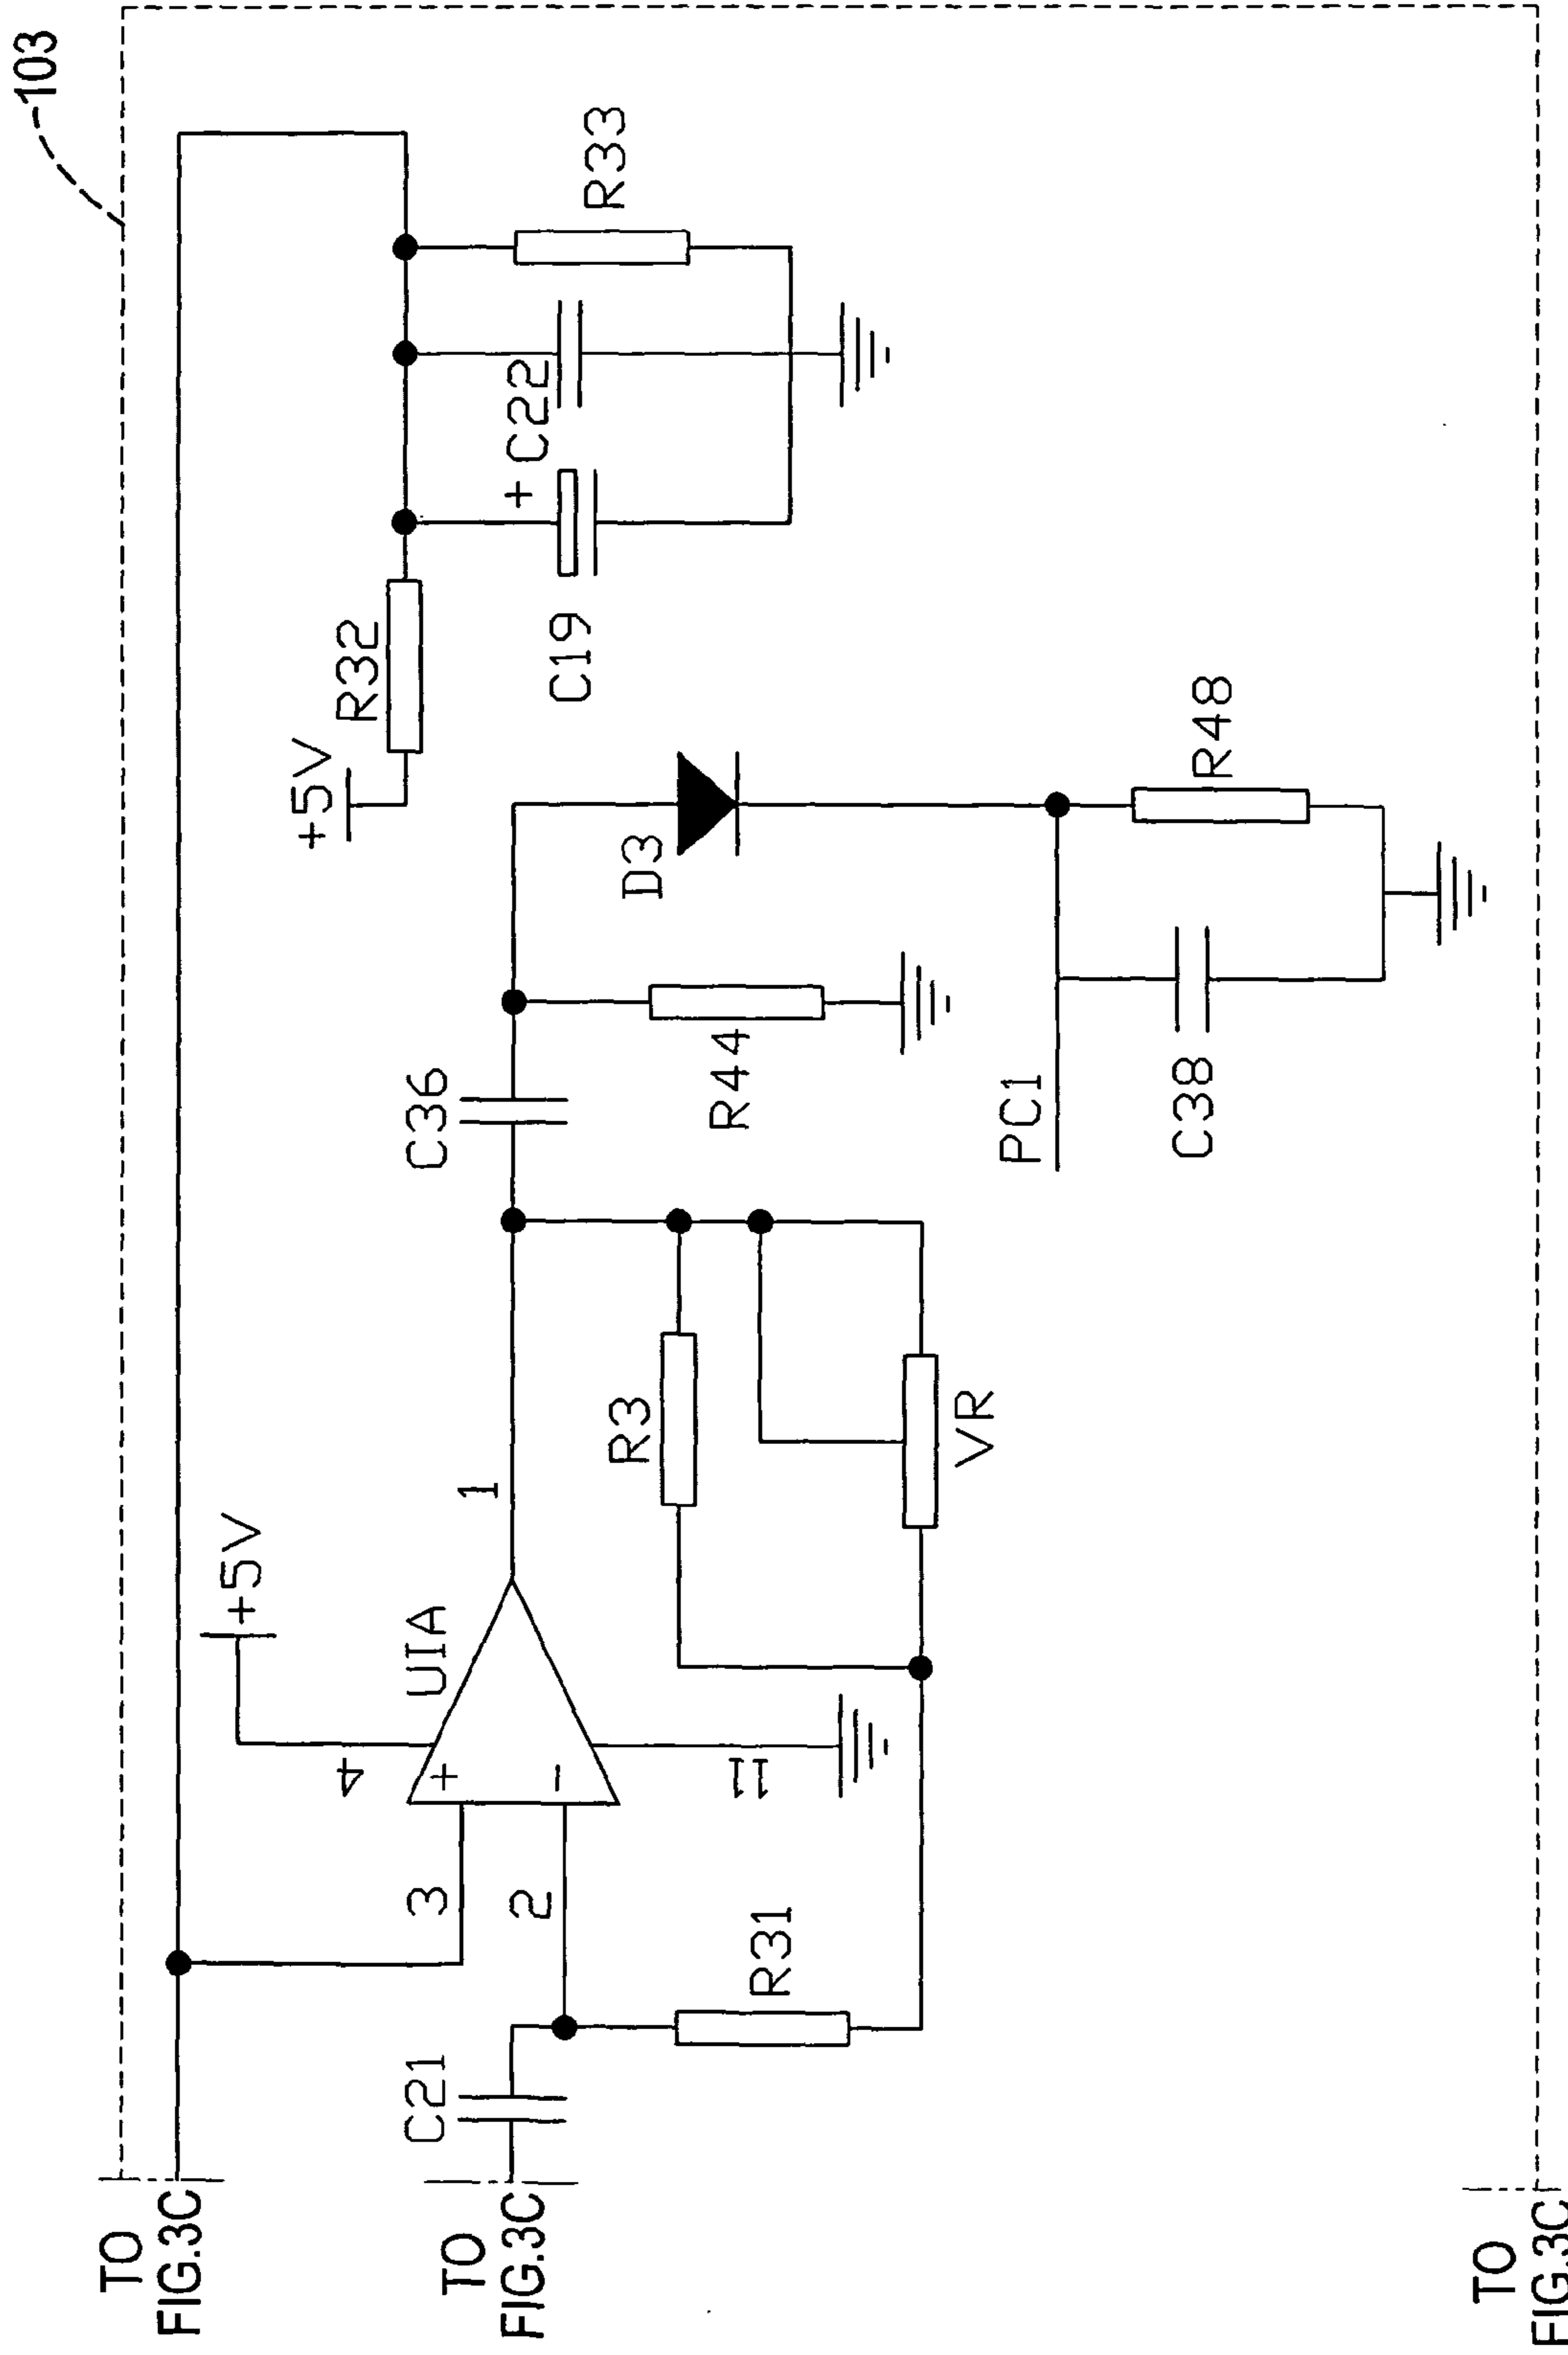 103
+5V
R32
C19
+
C22
R33
+5V
4
UIA
1
3
+
2
−
11
C21
R31
R3
VR
C36
R44
D3
PC1
C38
R48
TO
FIG.3C
TO
FIG.3C
TO
FIG.3C